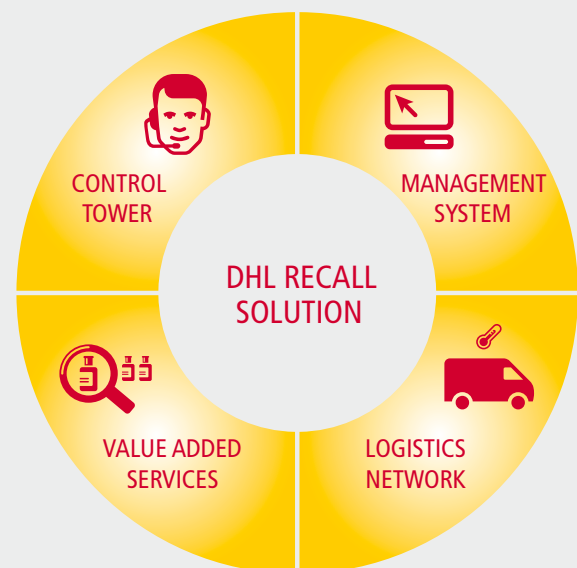 CONTROL
TOWER
MANAGEMENT
SYSTEM
DHL RECALL
SOLUTION
VALUE ADDED
SERVICES
LOGISTICS
NETWORK